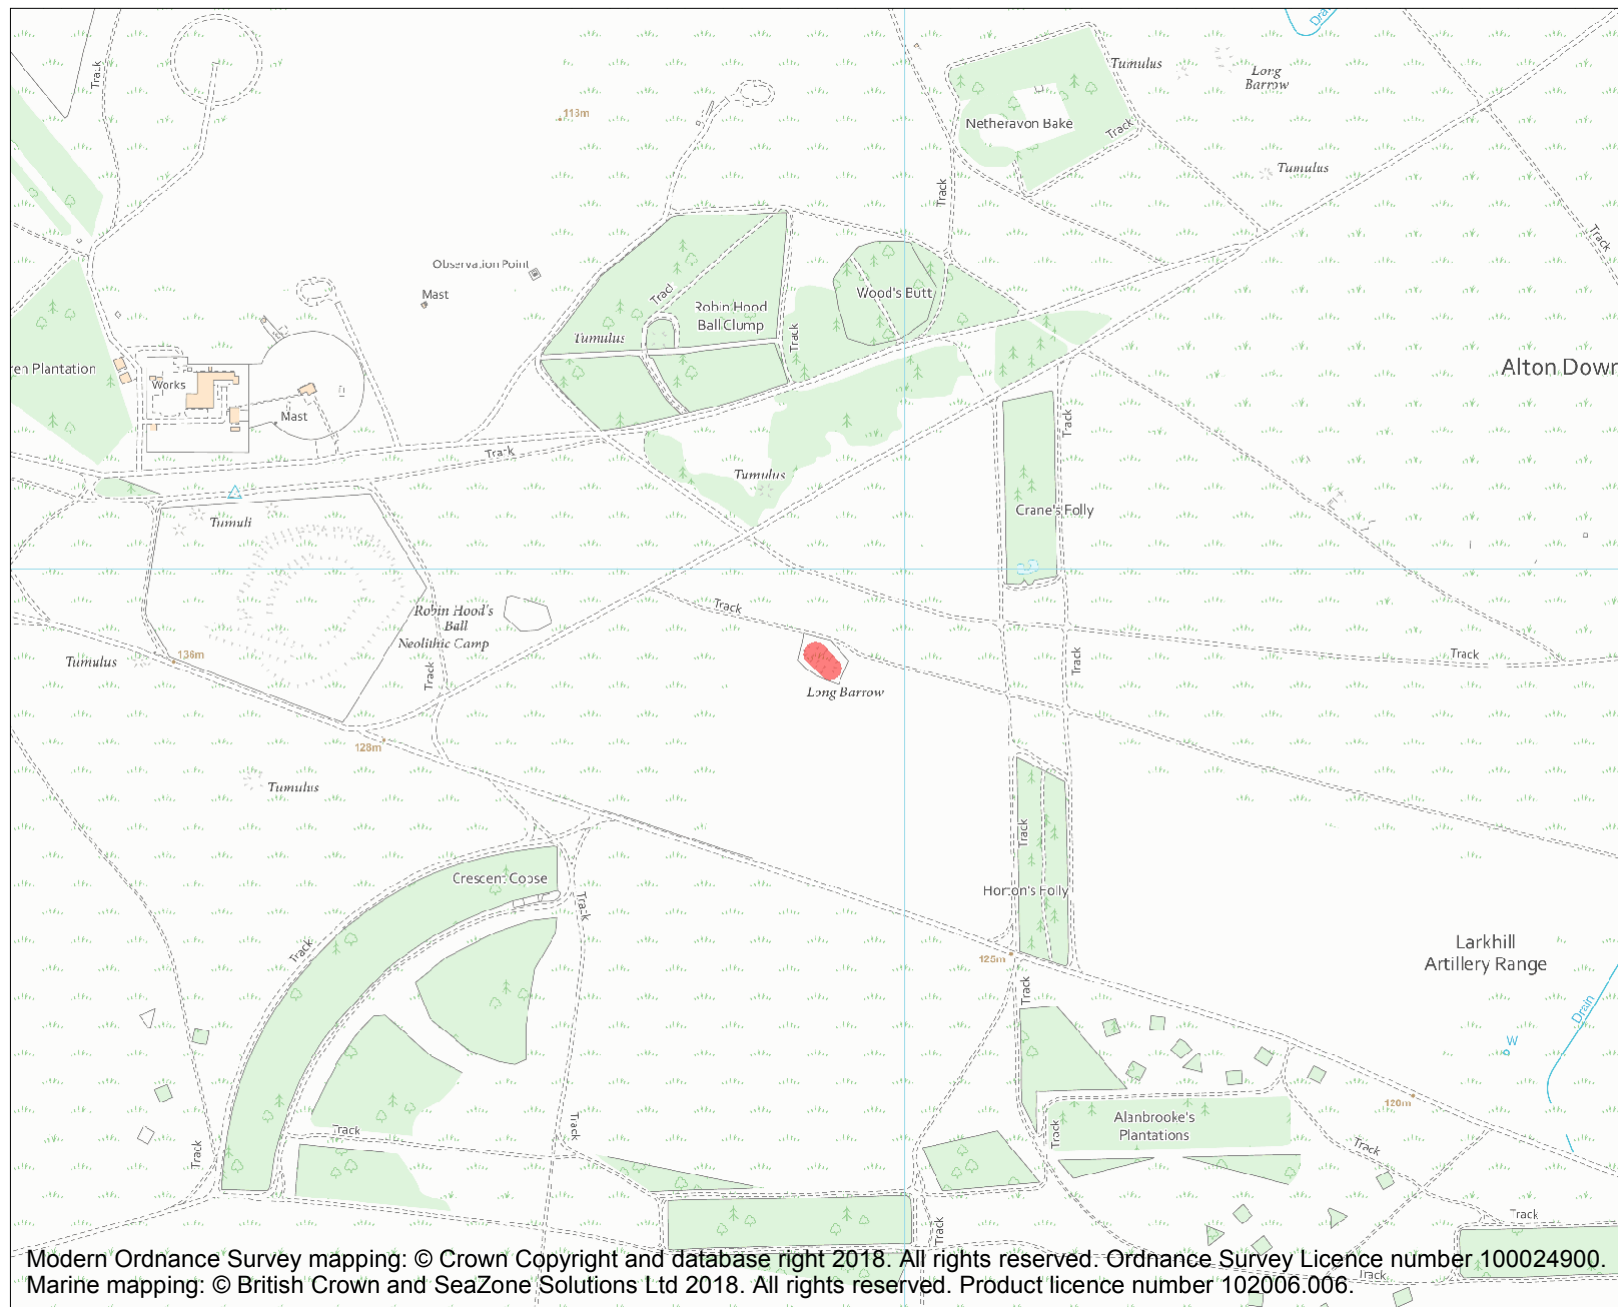 Drain
Track
Tumulus
Long
Barrow
113m
Netheravon Bake
Track
Tumulus
Track
Track
Observation Point
Mast
Track
Wood's Butt
Robin Hood
Ball Clump
Track
Tumulus
Alton Down
Plantation
Works
Mast
Track
Track
Tumulus
Crane's Folly
Tumuli
Track
Robin Hood's
Ball
Neolithic Camp
Tumulus
136m
Track
Track
Track
Long Barrow
128m
Tumulus
Track
Crescent Copse
Horton's Folly
Track
Track
Larkhill
Artillery Range
125m
Track
Drain
W
120m
Alanbrooke's
Plantations
Track
Track
Track
Track
Track
Track
Track
Modern Ordnance Survey mapping: © Crown Copyright and database right 2018. All rights reserved. Ordnance Survey Licence number 100024900.
Marine mapping: © British Crown and SeaZone Solutions Ltd 2018. All rights reserved. Product licence number 102006.006.
Track